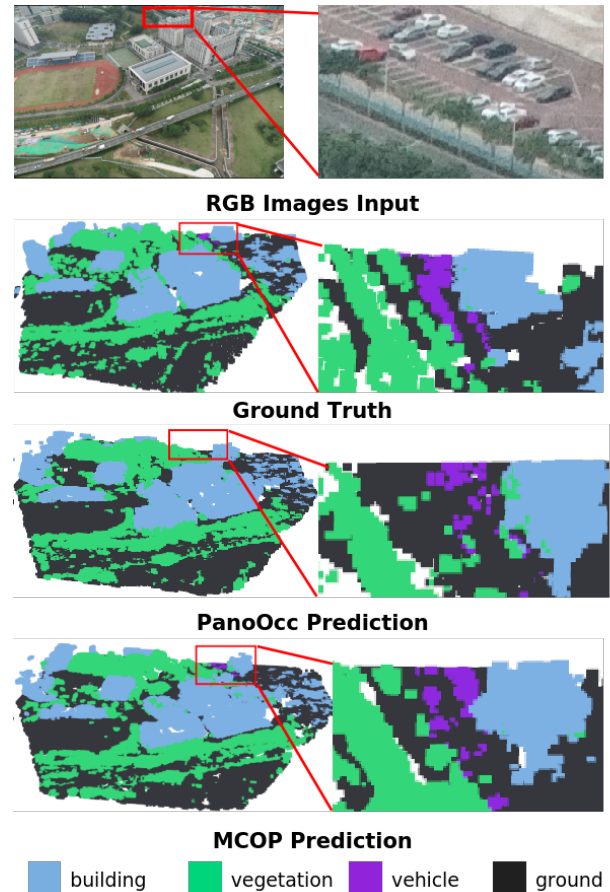 RGB Images Input
Ground Truth
PanoOcc Prediction
MCOP Prediction
building vegetation vehicle ground